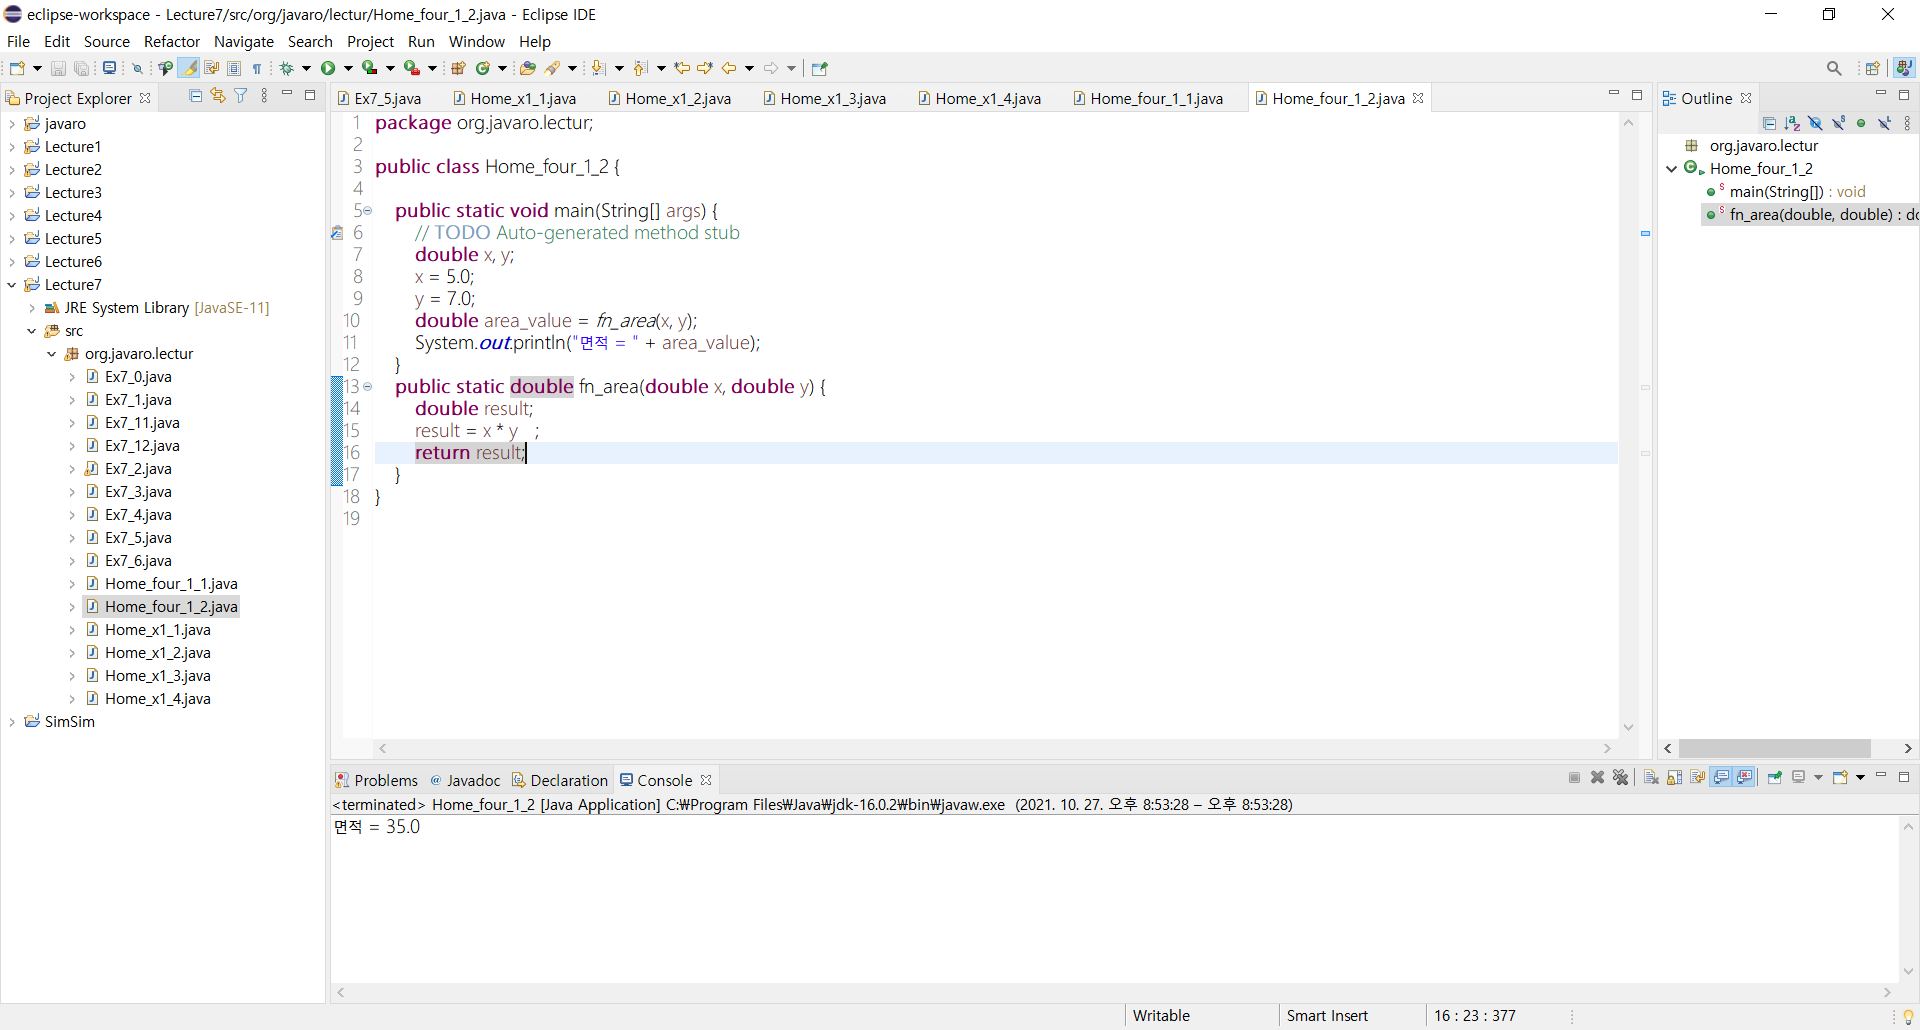 eclipse-workspace - Lecture7/src/org/javaro/lectur/Home_four_1_2.java - Eclipse IDE
File Edit Source Refactor Navigate Search Project Run Window Help
Project Explorer
javaro
Lecture1
Lecture2
Lecture3
Lecture4
Lecture5
Lecture6
Lecture7
JRE System Library [JavaSE-11]
src
org.javaro.lectur
Ex7_0.java
Ex7_1.java
Ex7_11.java
Ex7_12.java
Ex7_2.java
Ex7_3.java
Ex7_4.java
Ex7_5.java
Ex7_6.java
Home_four_1_1.java
Home_four_1_2.java
Home_x1_1.java
Home_x1_2.java
Home_x1_3.java
Home_x1_4.java
SimSim
Ex7_5.java Home_x1_1.java Home_x1_2.java Home_x1_3.java Home_x1_4.java Home_four_1_1.java Home_four_1_2.java
1 package org.javaro.lectur;
2
3 public class Home_four_1_2 {
4
5 public static void main(String[] args) {
6 // TODO Auto-generated method stub
7 double x, y;
8 x = 5.0;
9 y = 7.0;
10 double area_value = fn_area(x, y);
11 System.out.println("면적 = " + area_value);
12 }
13 public static double fn_area(double x, double y) {
14 double result;
15 result = x * y ;
16 return result;
17 }
18 }
19
Outline
org.javaro.lectur
Home_four_1_2
main(String[]) : void
fn_area(double, double) : do
Problems Javadoc Declaration Console
<terminated> Home_four_1_2 [Java Application] C:₩Program Files₩Java₩jdk-16.0.2₩bin₩javaw.exe (2021. 10. 27. 오후 8:53:28 – 오후 8:53:28)
면적 = 35.0
Writable Smart Insert 16 : 23 : 377